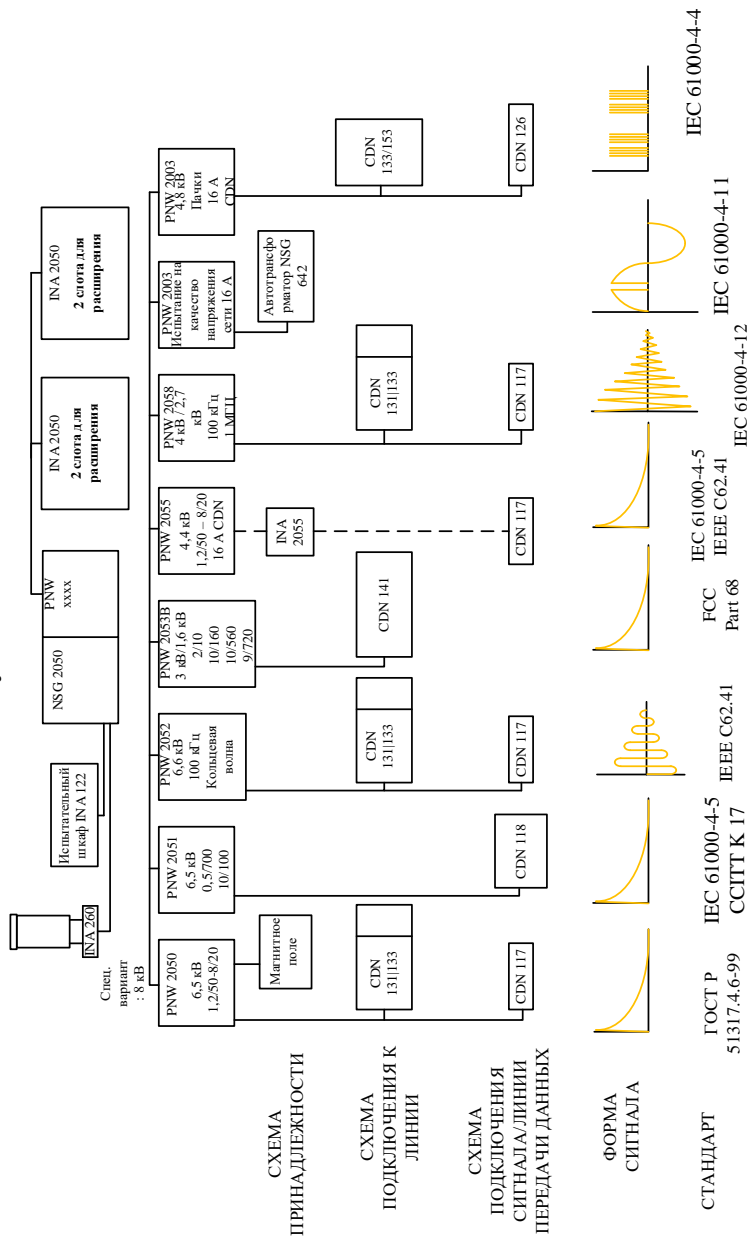 INA 260
Испытательный
шкаф INA 122
NSG 2050
PNW
xxxx
INA 2050
2 слота для
расширения
INA 2050
2 слота для
расширения
Спец.
вариант
: 8 кВ
PNW 2050
6,5 кВ
1,2/50-8/20
PNW 2051
6,5 кВ
0,5/700
10/100
PNW 2052
6,6 кВ
100 кГц
Кольцевая
волна
PNW 2053В
3 кВ/1,6 кВ
2/10
10/160
10/560
9/720
PNW 2055
4,4 кВ
1,2/50 – 8/20
16 А CDN
PNW 2058
4 кВ /2,7
кВ
100 кГц
1 МГЦ
PNW 2003
Испытание на
качество
напряжения
сети 16 А
PNW 2003
4,8 кВ
Пачки
16 А
CDN
СХЕМА
ПРИНАДЛЕЖНОСТИ
Магнитное
поле
INA
2055
Автотрансфо
рматор NSG
642
СХЕМА
ПОДКЛЮЧЕНИЯ К
ЛИНИИ
CDN
131||133
CDN
131||133
CDN 141
CDN
131||133
CDN
133/153
СХЕМА
ПОДКЛЮЧЕНИЯ
СИГНАЛА/ЛИНИИ
ПЕРЕДАЧИ ДАННЫХ
CDN 117
CDN 118
CDN 117
CDN 117
CDN 117
CDN 126
ФОРМА
СИГНАЛА
СТАНДАРТ
ГОСТ Р
51317.4.6-99
IEC 61000-4-5
CCITT K 17
IEEE C62.41
FCC
Part 68
IEC 61000-4-5
IEEE C62.41
IEC 61000-4-12
IEC 61000-4-11
IEC 61000-4-4